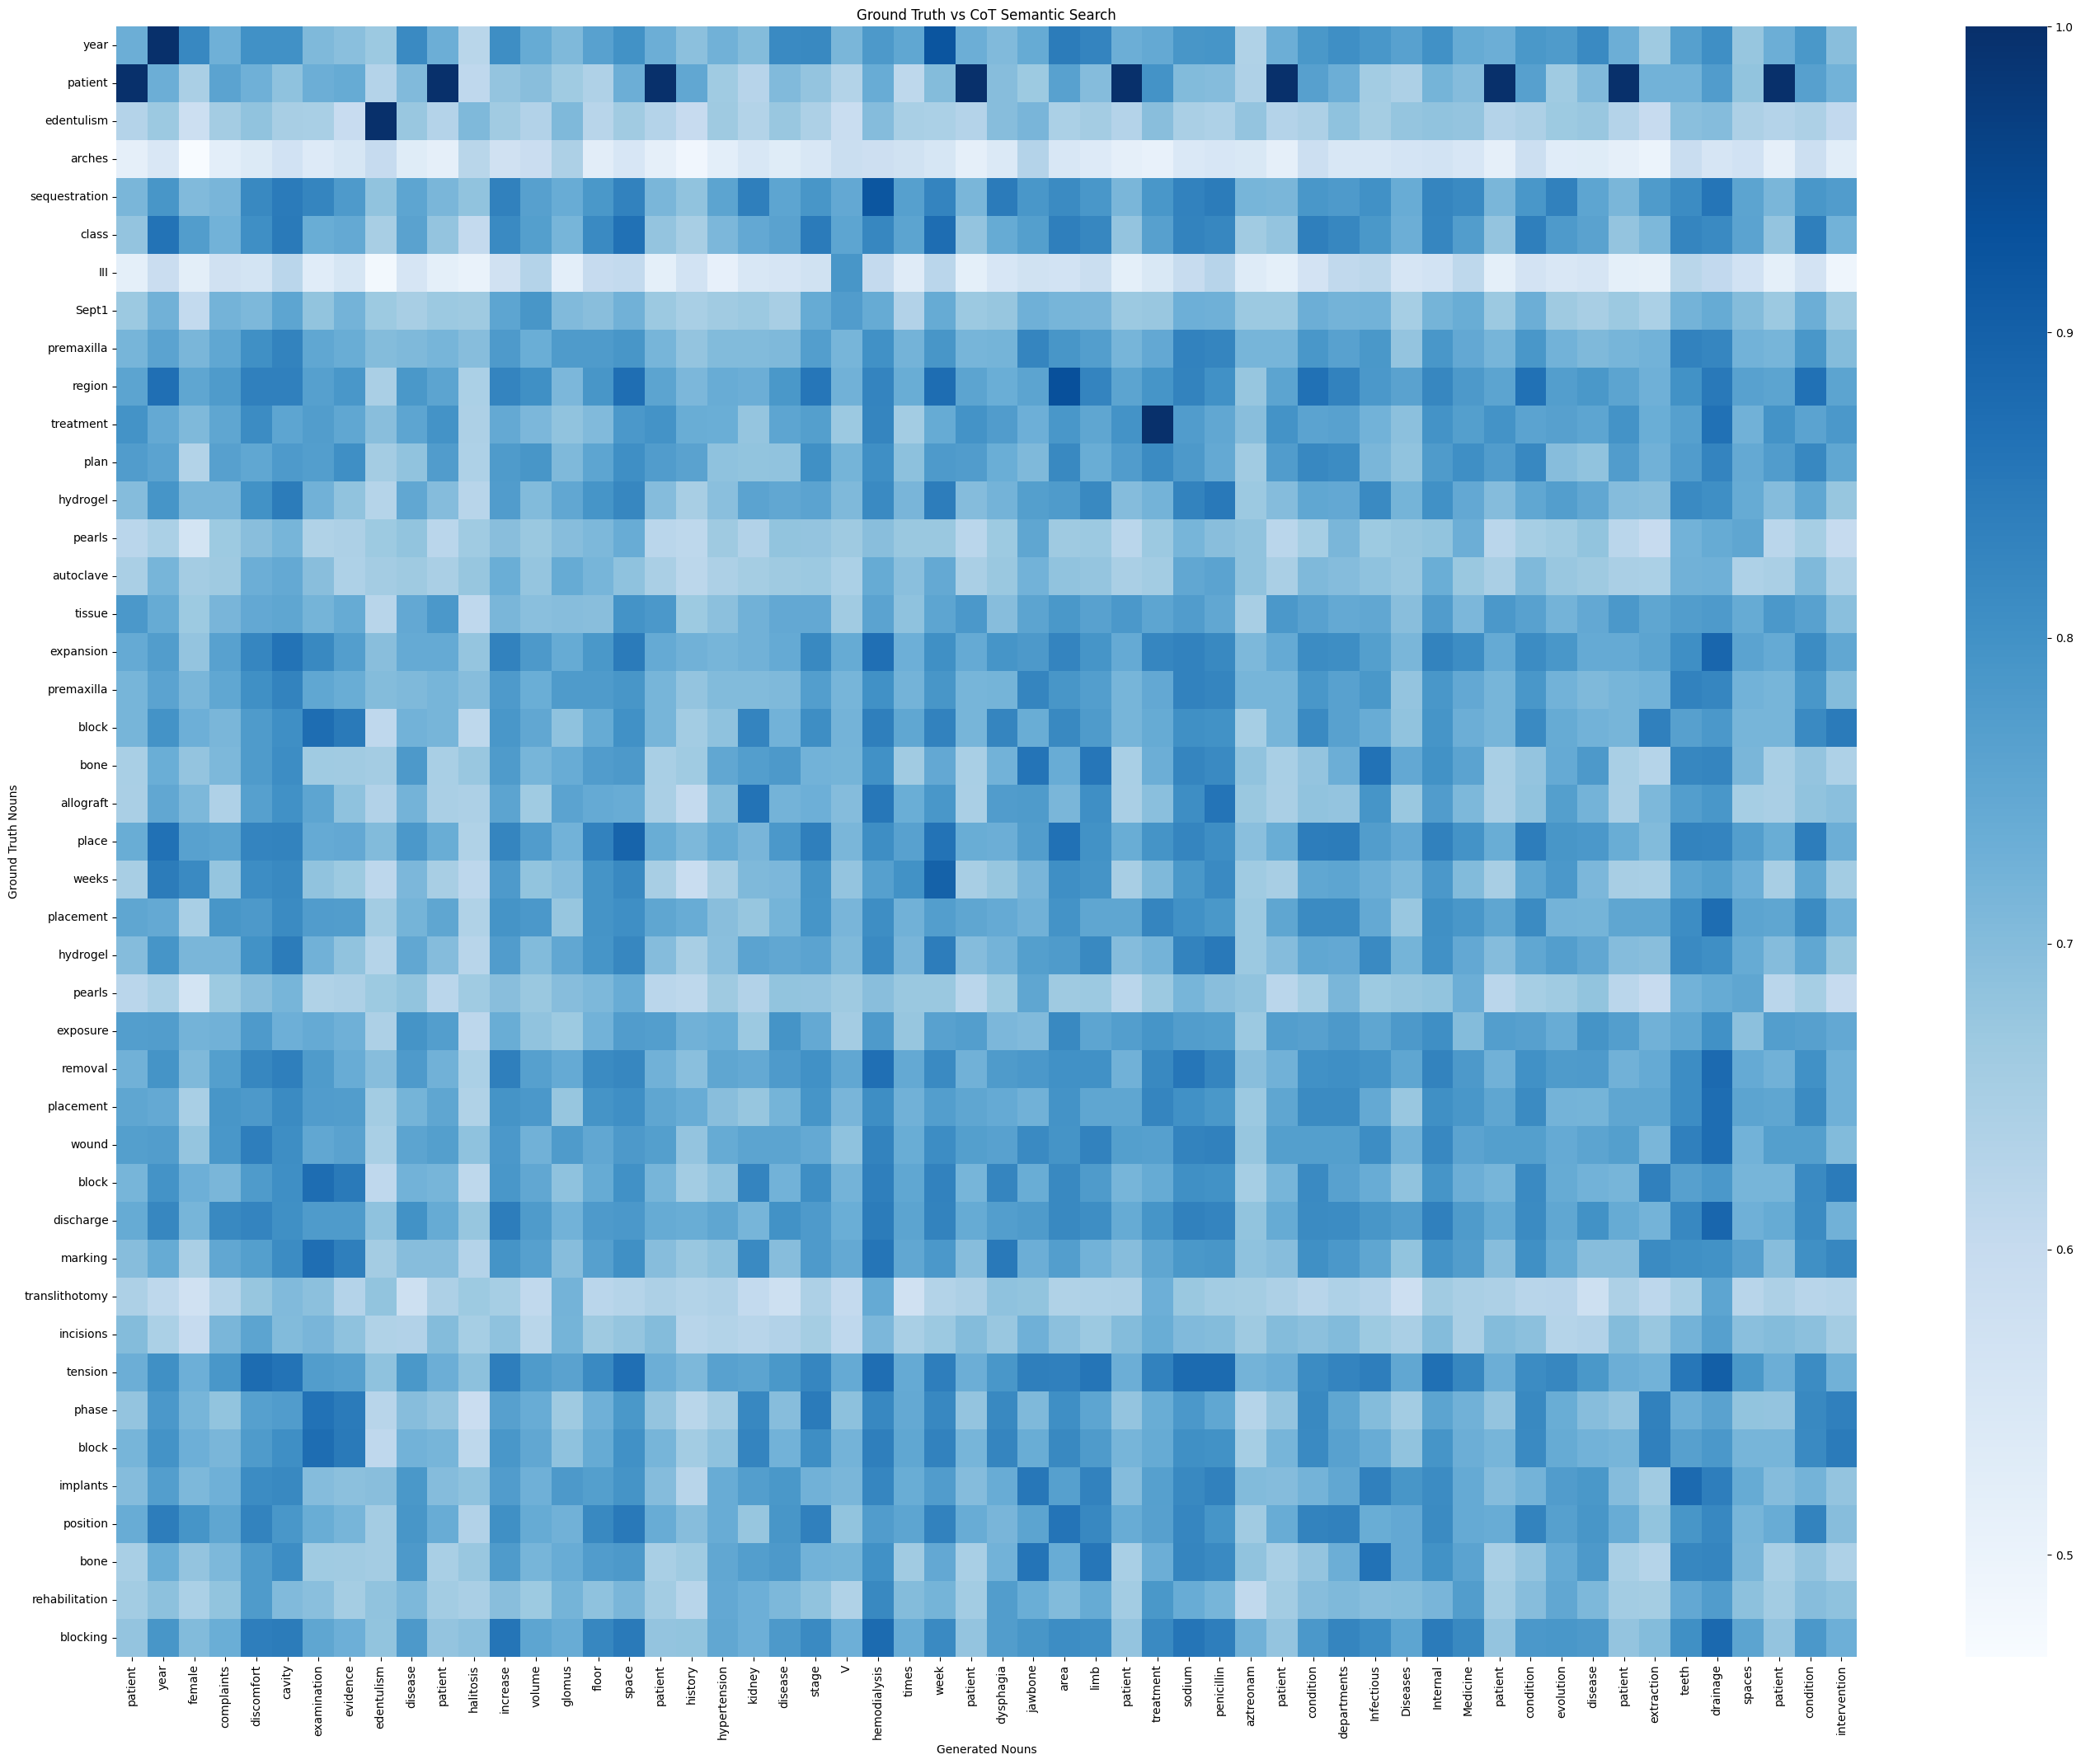 Ground Truth vs CoT Semantic Search
Ground Truth Nouns
year
patient
edentulism
arches
sequestration
class
III
Sept1
premaxilla
region
treatment
plan
hydrogel
pearls
autoclave
tissue
expansion
premaxilla
block
bone
allograft
place
weeks
placement
hydrogel
pearls
exposure
removal
placement
wound
block
discharge
marking
translithotomy
incisions
tension
phase
block
implants
position
bone
rehabilitation
blocking
patient
year
female
complaints
discomfort
cavity
examination
evidence
edentulism
disease
patient
halitosis
increase
volume
glomus
floor
space
patient
history
hypertension
kidney
disease
stage
V
hemodialysis
times
week
patient
dysphagia
jawbone
area
limb
patient
treatment
sodium
penicillin
aztreonam
patient
condition
departments
Infectious
Diseases
Internal
Medicine
patient
condition
evolution
disease
patient
extraction
teeth
drainage
spaces
patient
condition
intervention
Generated Nouns
1.0
0.9
0.8
0.7
0.6
0.5